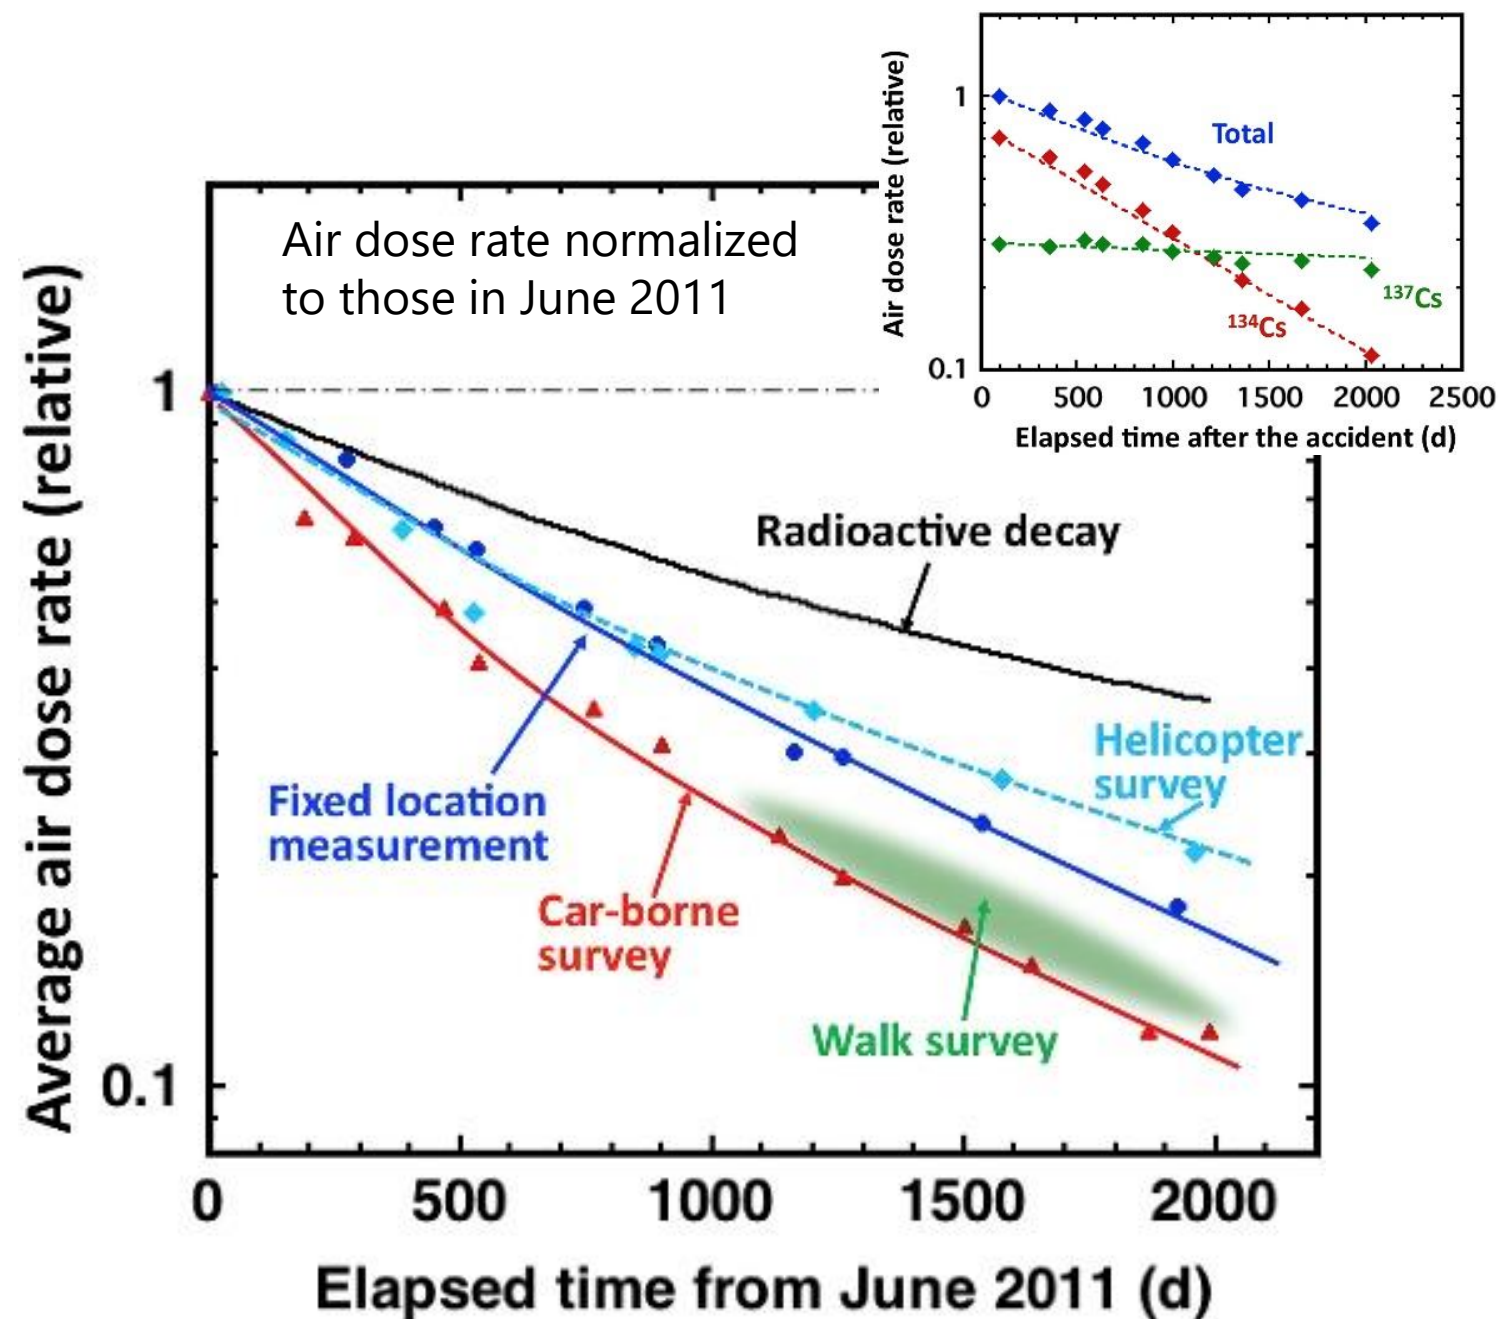 Air dose rate normalized
to those in June 2011
Average air dose rate (relative)
1
0.1
0
500
1000
1500
2000
Elapsed time from June 2011 (d)
Radioactive decay
Helicopter
survey
Fixed location
measurement
Car-borne
survey
Walk survey
Air dose rate (relative)
1
0.1
Total
137Cs
134Cs
0
500
1000
1500
2000
2500
Elapsed time after the accident (d)